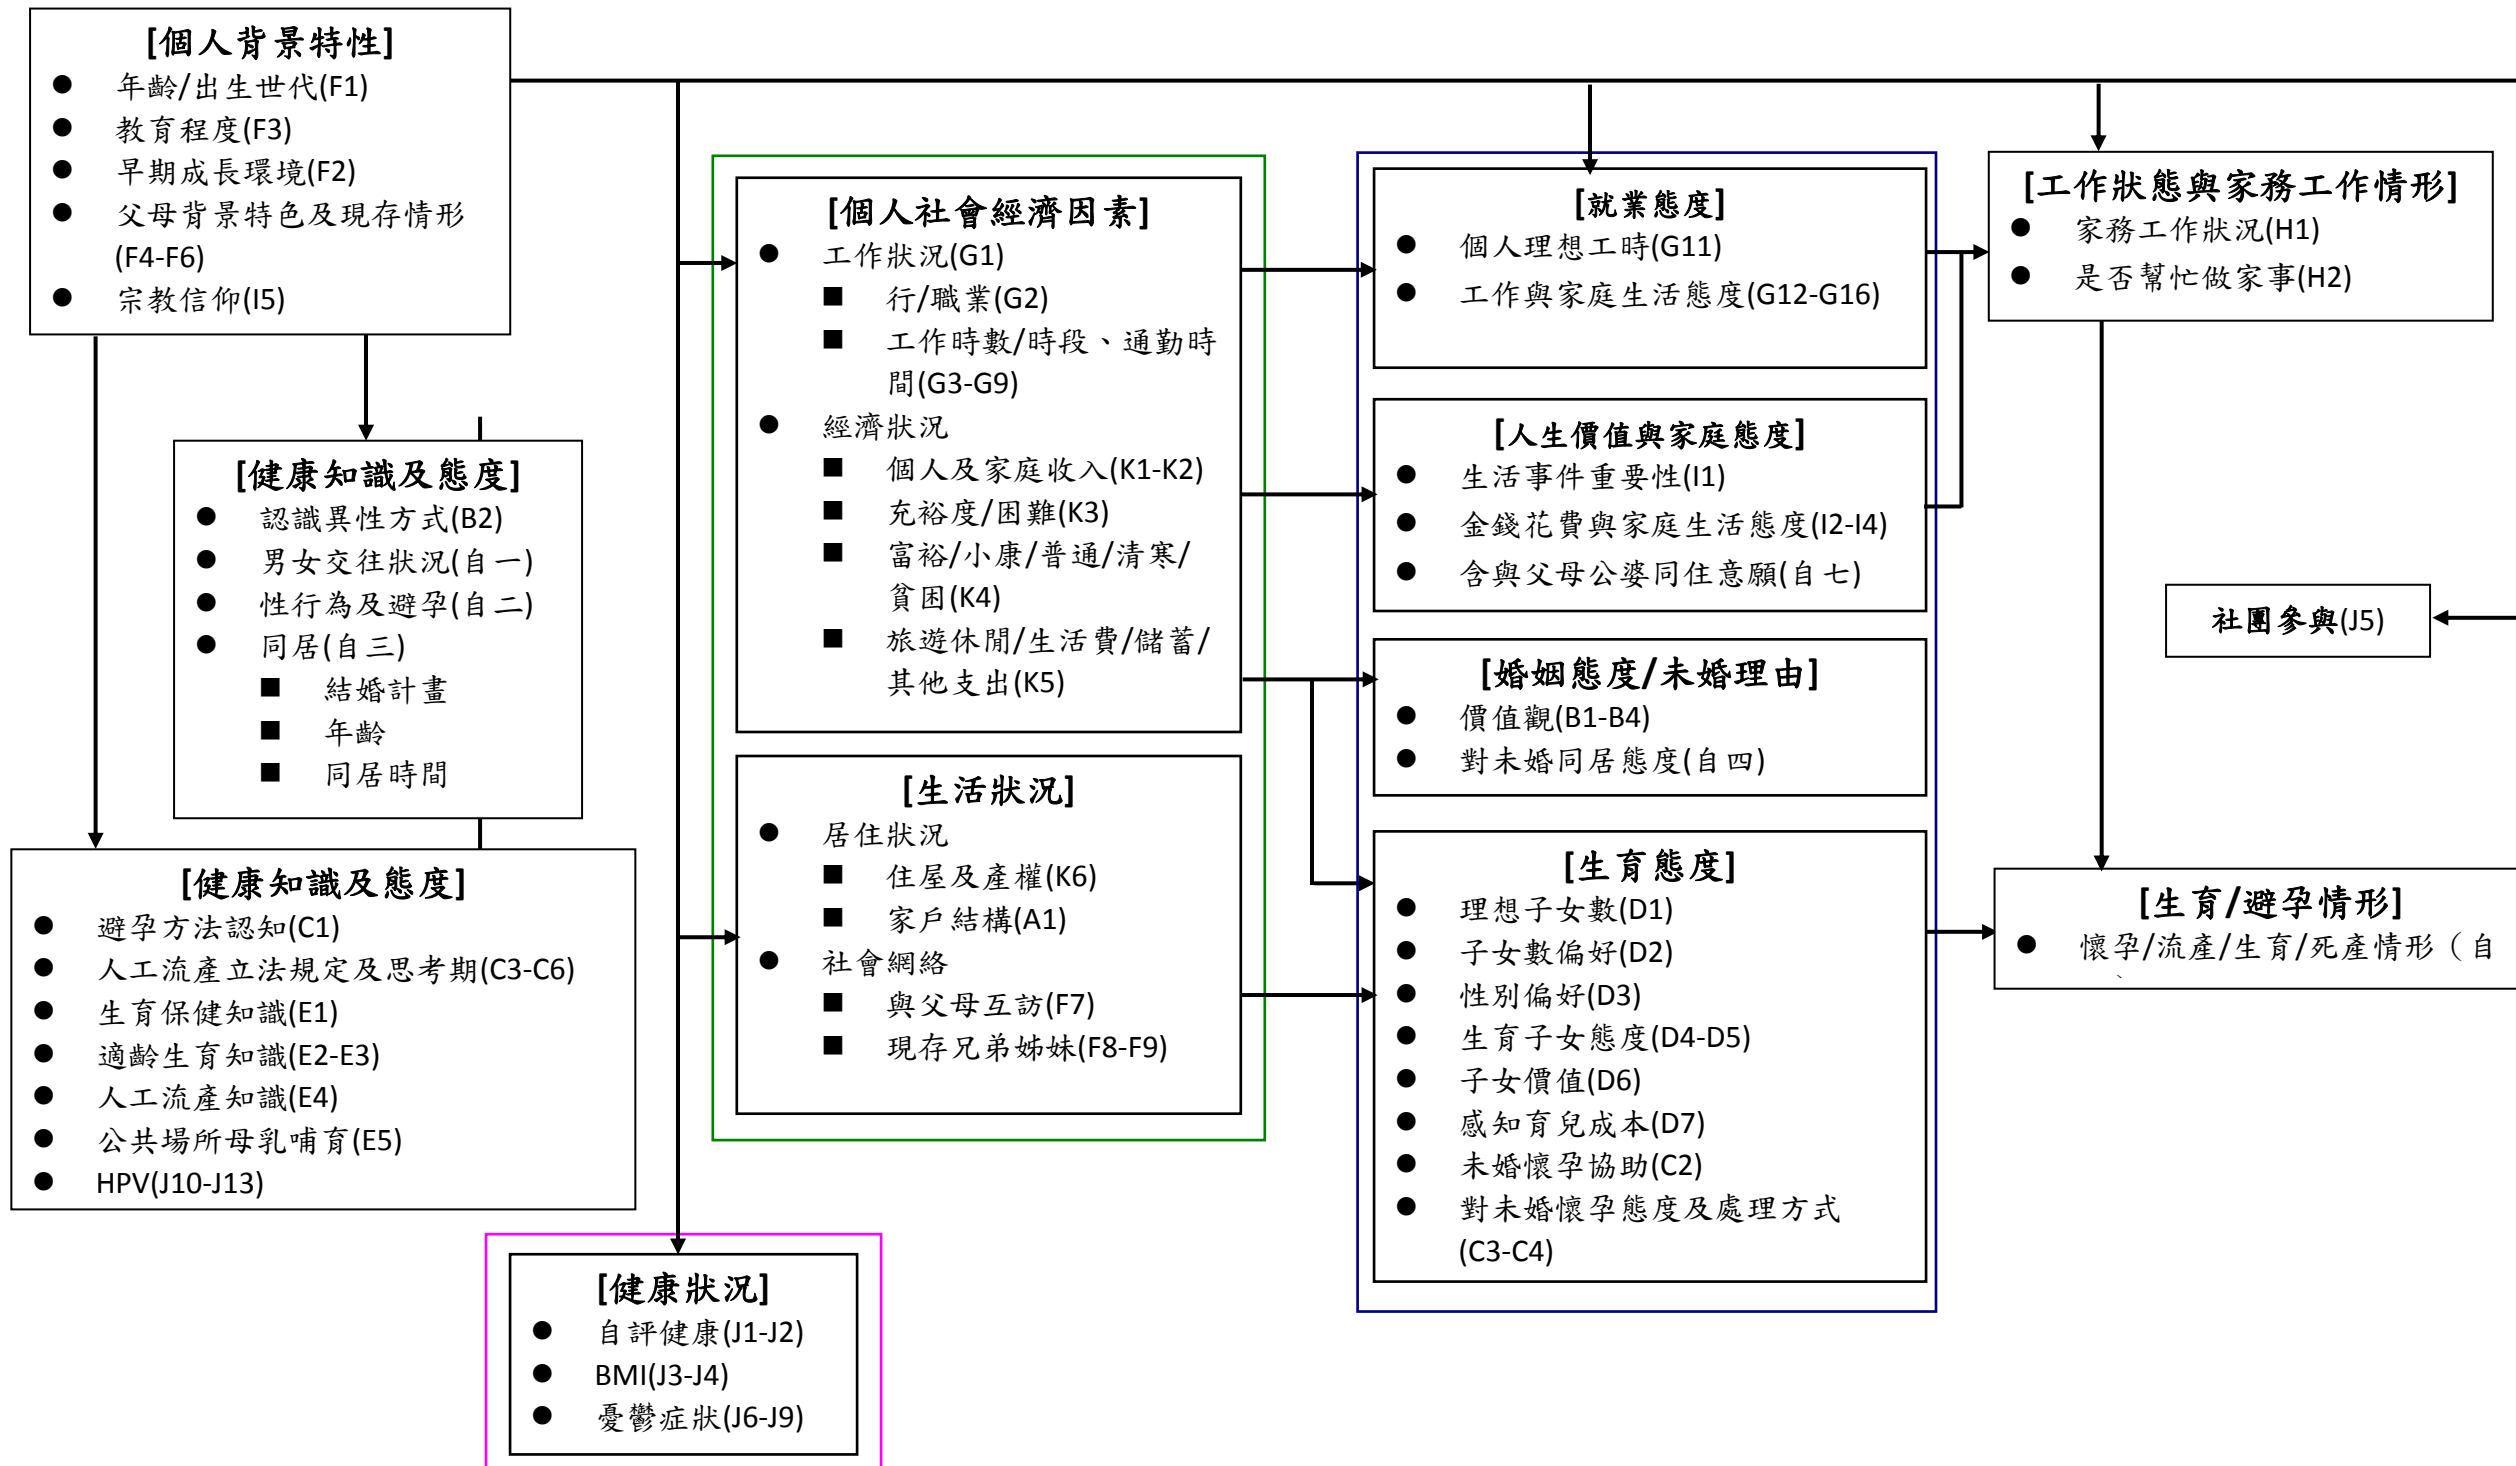 [個人背景特性]
年齡/出生世代(F1)
教育程度(F3)
早期成長環境(F2)
父母背景特色及現存情形
(F4-F6)
宗教信仰(I5)
[健康知識及態度]
認識異性方式(B2)
男女交往狀況(自一)
性行為及避孕(自二)
同居(自三)
結婚計畫
年齡
同居時間
[健康知識及態度]
避孕方法認知(C1)
人工流產立法規定及思考期(C3-C6)
生育保健知識(E1)
適齡生育知識(E2-E3)
人工流產知識(E4)
公共場所母乳哺育(E5)
HPV(J10-J13)
[健康狀況]
自評健康(J1-J2)
BMI(J3-J4)
憂鬱症狀(J6-J9)
[個人社會經濟因素]
工作狀況(G1)
行/職業(G2)
工作時數/時段、通勤時
間(G3-G9)
經濟狀況
個人及家庭收入(K1-K2)
充裕度/困難(K3)
富裕/小康/普通/清寒/
貧困(K4)
旅遊休閒/生活費/儲蓄/
其他支出(K5)
[生活狀況]
居住狀況
住屋及產權(K6)
家戶結構(A1)
社會網絡
與父母互訪(F7)
現存兄弟姊妹(F8-F9)
[就業態度]
個人理想工時(G11)
工作與家庭生活態度(G12-G16)
[人生價值與家庭態度]
生活事件重要性(I1)
金錢花費與家庭生活態度(I2-I4)
含與父母公婆同住意願(自七)
[婚姻態度/未婚理由]
價值觀(B1-B4)
對未婚同居態度(自四)
[生育態度]
理想子女數(D1)
子女數偏好(D2)
性別偏好(D3)
生育子女態度(D4-D5)
子女價值(D6)
感知育兒成本(D7)
未婚懷孕協助(C2)
對未婚懷孕態度及處理方式
(C3-C4)
[工作狀態與家務工作情形]
家務工作狀況(H1)
是否幫忙做家事(H2)
社團參與(J5)
[生育/避孕情形]
懷孕/流產/生育/死產情形（自